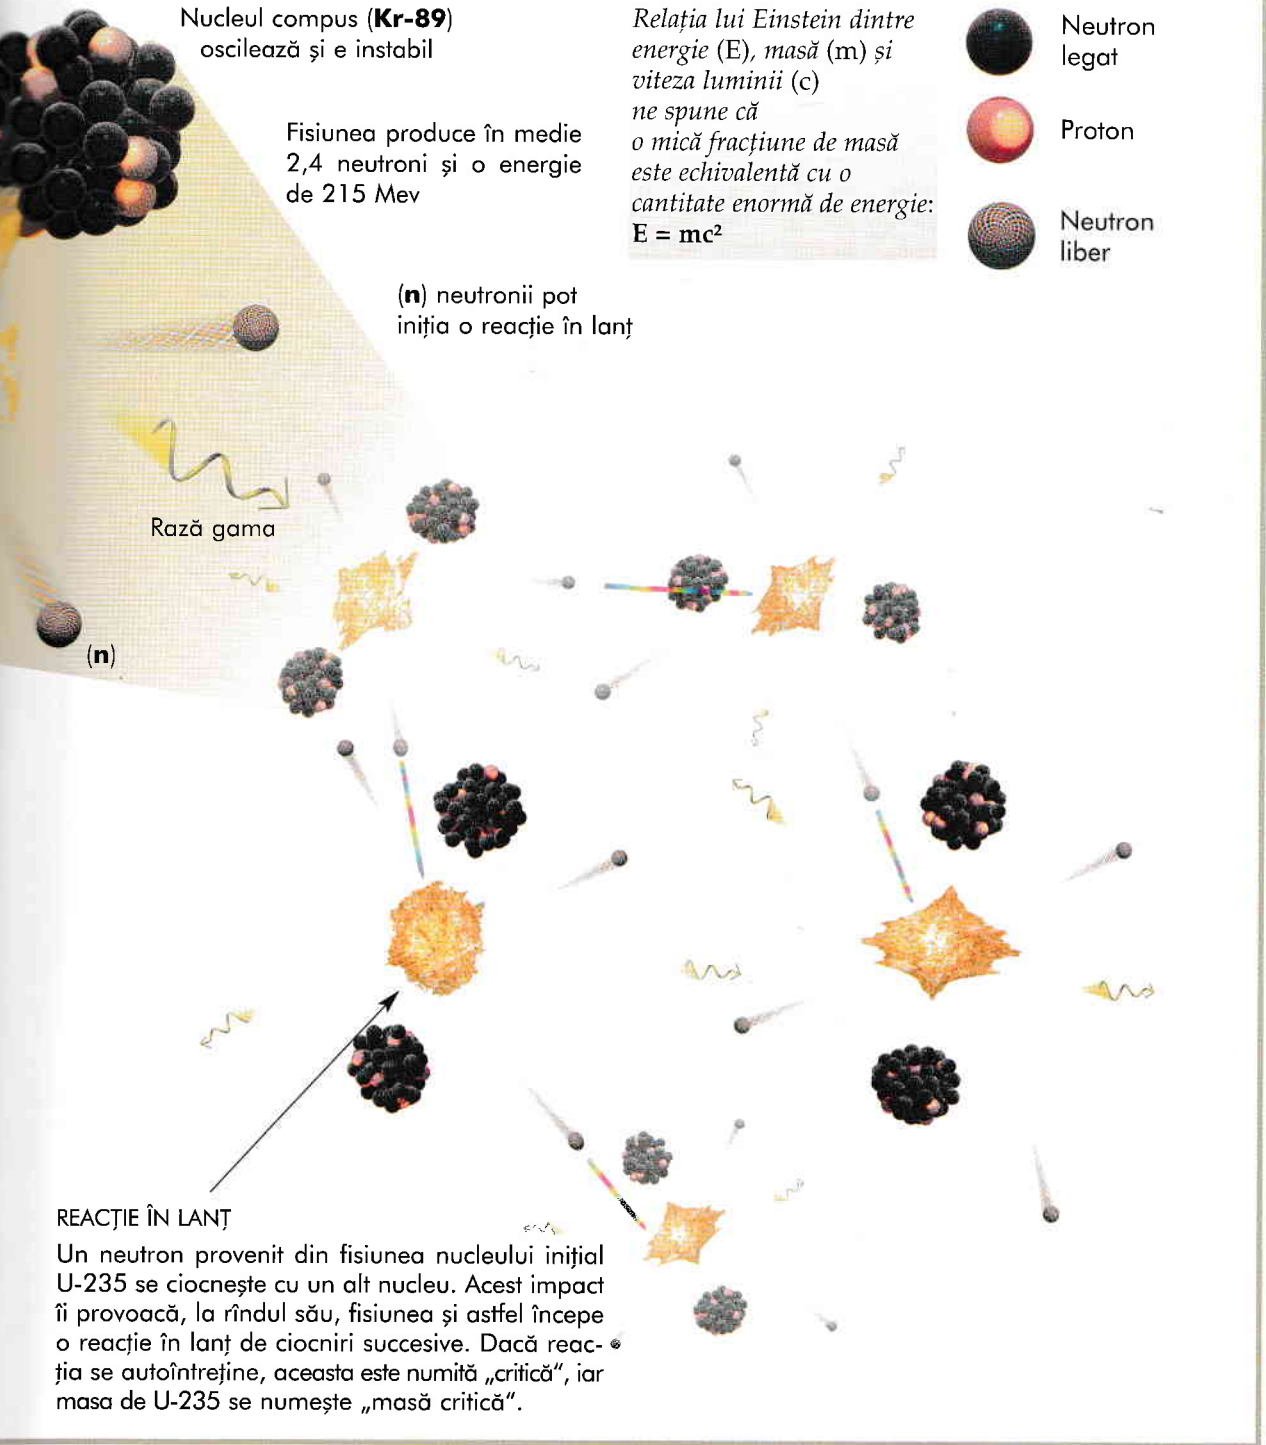 Nucleul compus (Kr-89)
oscilează și e instabil
Fisiunea produce în medie
2,4 neutroni și o energie
de 215 Mev
Relația lui Einstein dintre
energie (E), masă (m) și
viteza luminii (c)
ne spune că
o mică fracțiune de masă
este echivalentă cu o
cantitate enormă de energie:
E = mc²
Neutron
legat
Proton
Neutron
liber
(n) neutronii pot
iniția o reacție în lanț
Rază gama
(n)
REACȚIE ÎN LANȚ
Un neutron provenit din fisiunea nucleului inițial
U-235 se ciocnește cu un alt nucleu. Acest impact
îi provoacă, la rîndul său, fisiunea și astfel începe
o reacție în lanț de ciocniri succesive. Dacă reac-
ția se autoîntreține, aceasta este numită „critică", iar
masa de U-235 se numește „masă critică".